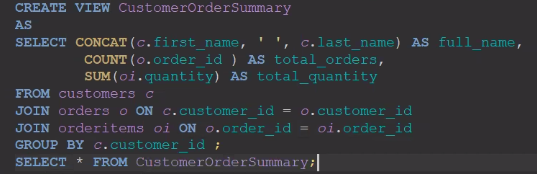 CREATE VIEW CustomerOrderSummary
AS
SELECT CONCAT(c.first_name, ' ', c.last_name) AS full_name,
COUNT(o.order_id ) AS total_orders,
SUM(oi.quantity) AS total_quantity
FROM customers c
JOIN orders o ON c.customer_id = o.customer_id
JOIN orderitems oi ON o.order_id = oi.order_id
GROUP BY c.customer_id ;
SELECT * FROM CustomerOrderSummary;